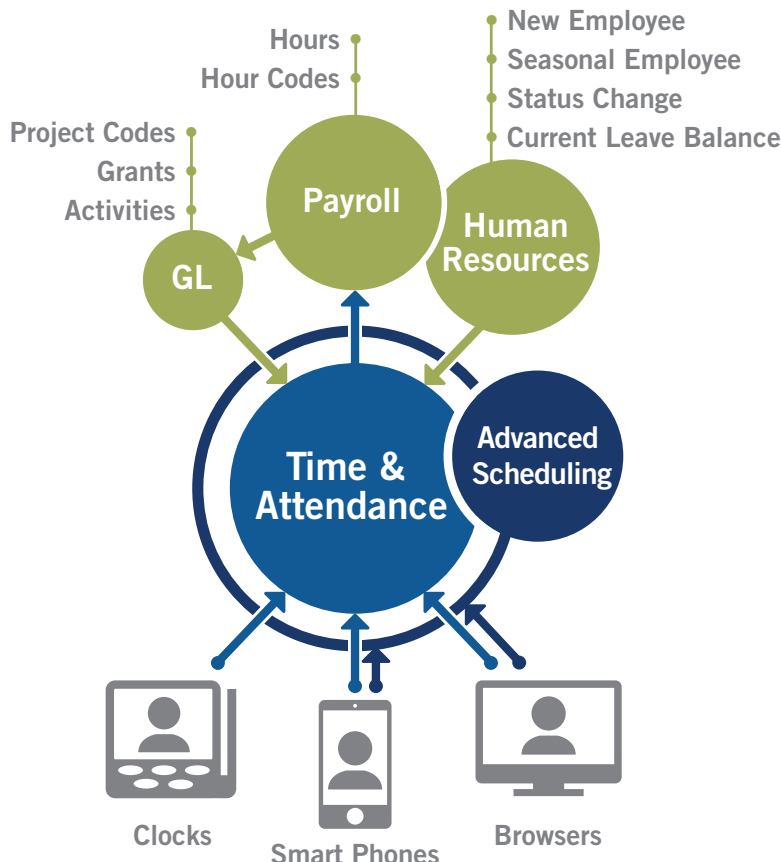 Hours
Hour Codes
New Employee
Seasonal Employee
Status Change
Current Leave Balance
Project Codes
Grants
Activities
Payroll
Human
Resources
GL
Time &
Attendance
Advanced
Scheduling
Clocks
Smart Phones
Browsers